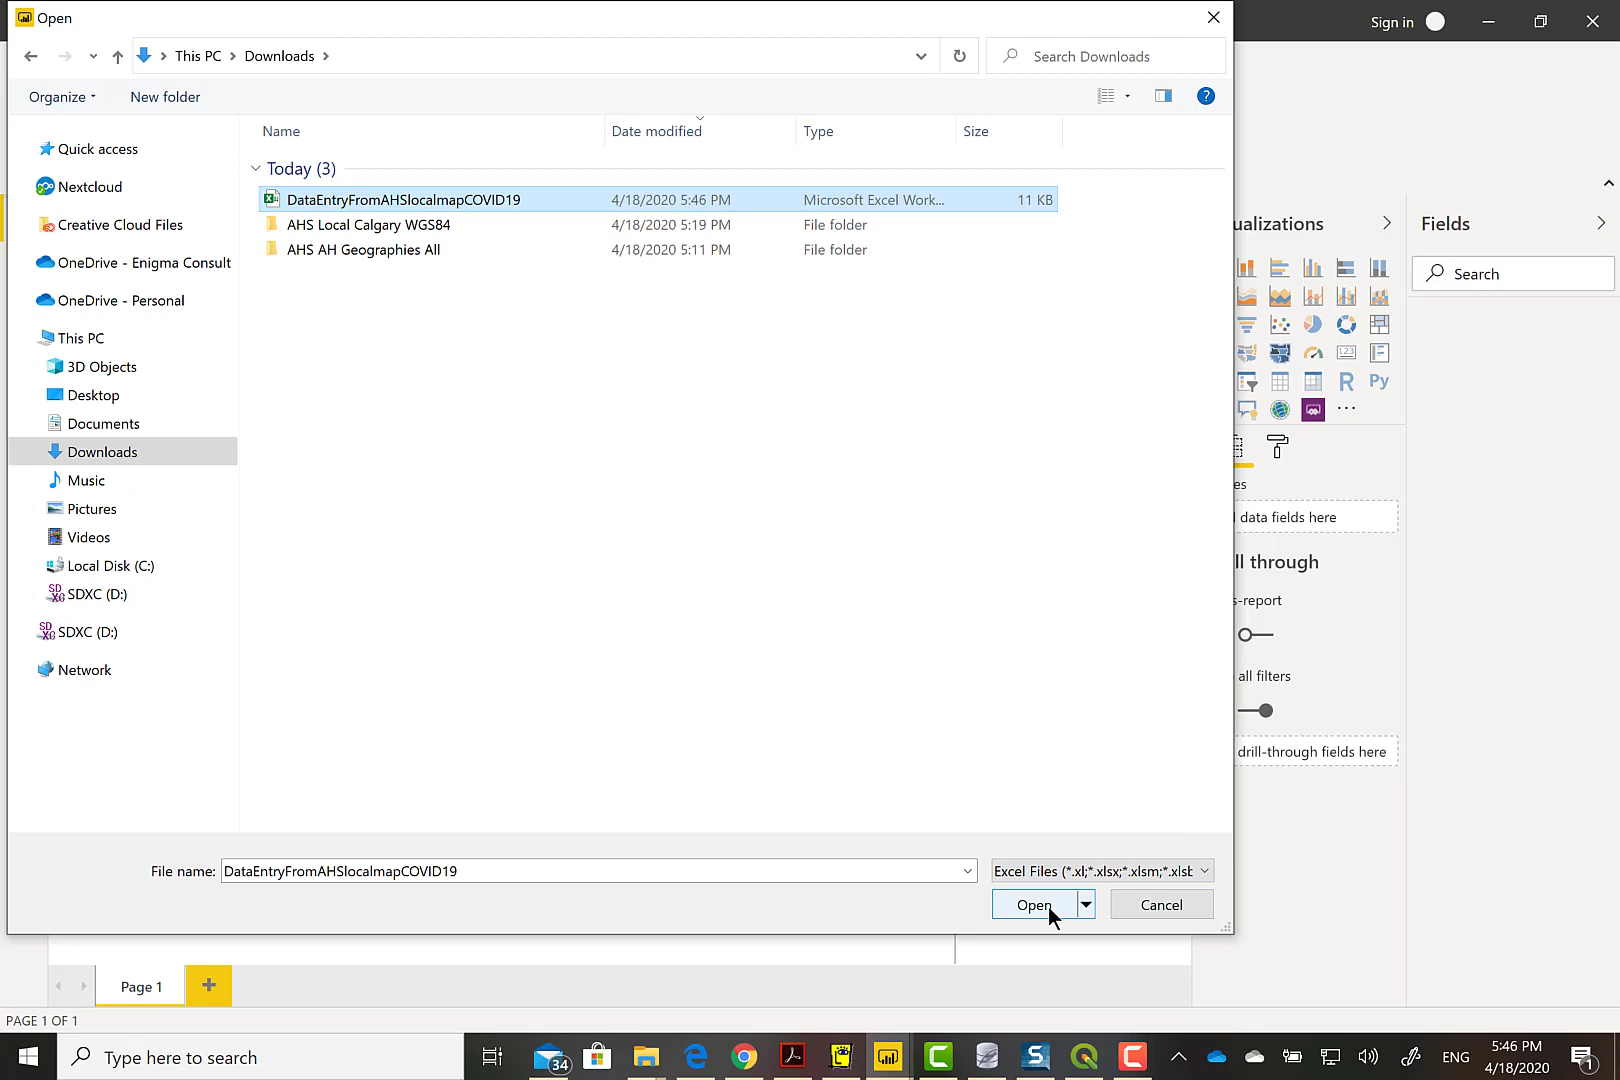 Open
Sign in
This PC
Downloads
Search Downloads
Organize
New folder
?
Name
Date modified
Type
Size
Quick access
Nextcloud
Creative Cloud Files
OneDrive - Enigma Consult
OneDrive - Personal
This PC
3D Objects
Desktop
Documents
Downloads
Music
Pictures
Videos
Local Disk (C:)
SDXC (D:)
SDXC (D:)
Network
Today (3)
DataEntryFromAHSlocalmapCOVID19 4/18/2020 5:46 PM Microsoft Excel Work... 11 KB
AHS Local Calgary WGS84 4/18/2020 5:19 PM File folder
AHS AH Geographies All 4/18/2020 5:11 PM File folder
ualizations
Fields
Search
123
R
Py
...
es
data fields here
ll through
s-report
all filters
drill-through fields here
File name: DataEntryFromAHSlocalmapCOVID19
Excel Files (*.xl;*.xlsx;*.xlsm;*.xlsb
Open
Cancel
Page 1
+
PAGE 1 OF 1
Type here to search
34
ENG
5:46 PM
4/18/2020
1